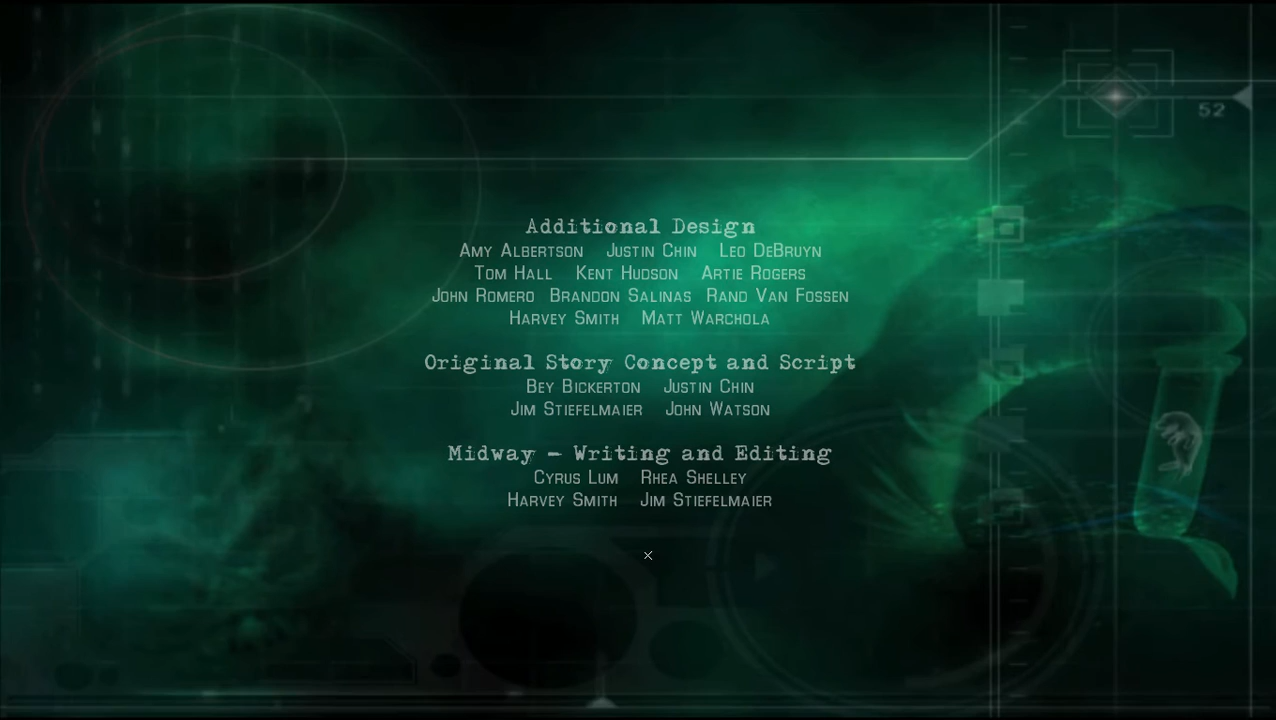 52
Additional Design
Amy Albertson Justin Chin Leo DeBruyn
Tom Hall Kent Hudson Artie Rogers
John Romero Brandon Salinas Rand Van Fossen
Harvey Smith Matt Warchola
Original Story Concept and Script
Bey Bickerton Justin Chin
Jim Stiefelmaier John Watson
Midway – Writing and Editing
Cyrus Lum Rhea Shelley
Harvey Smith Jim Stiefelmaier